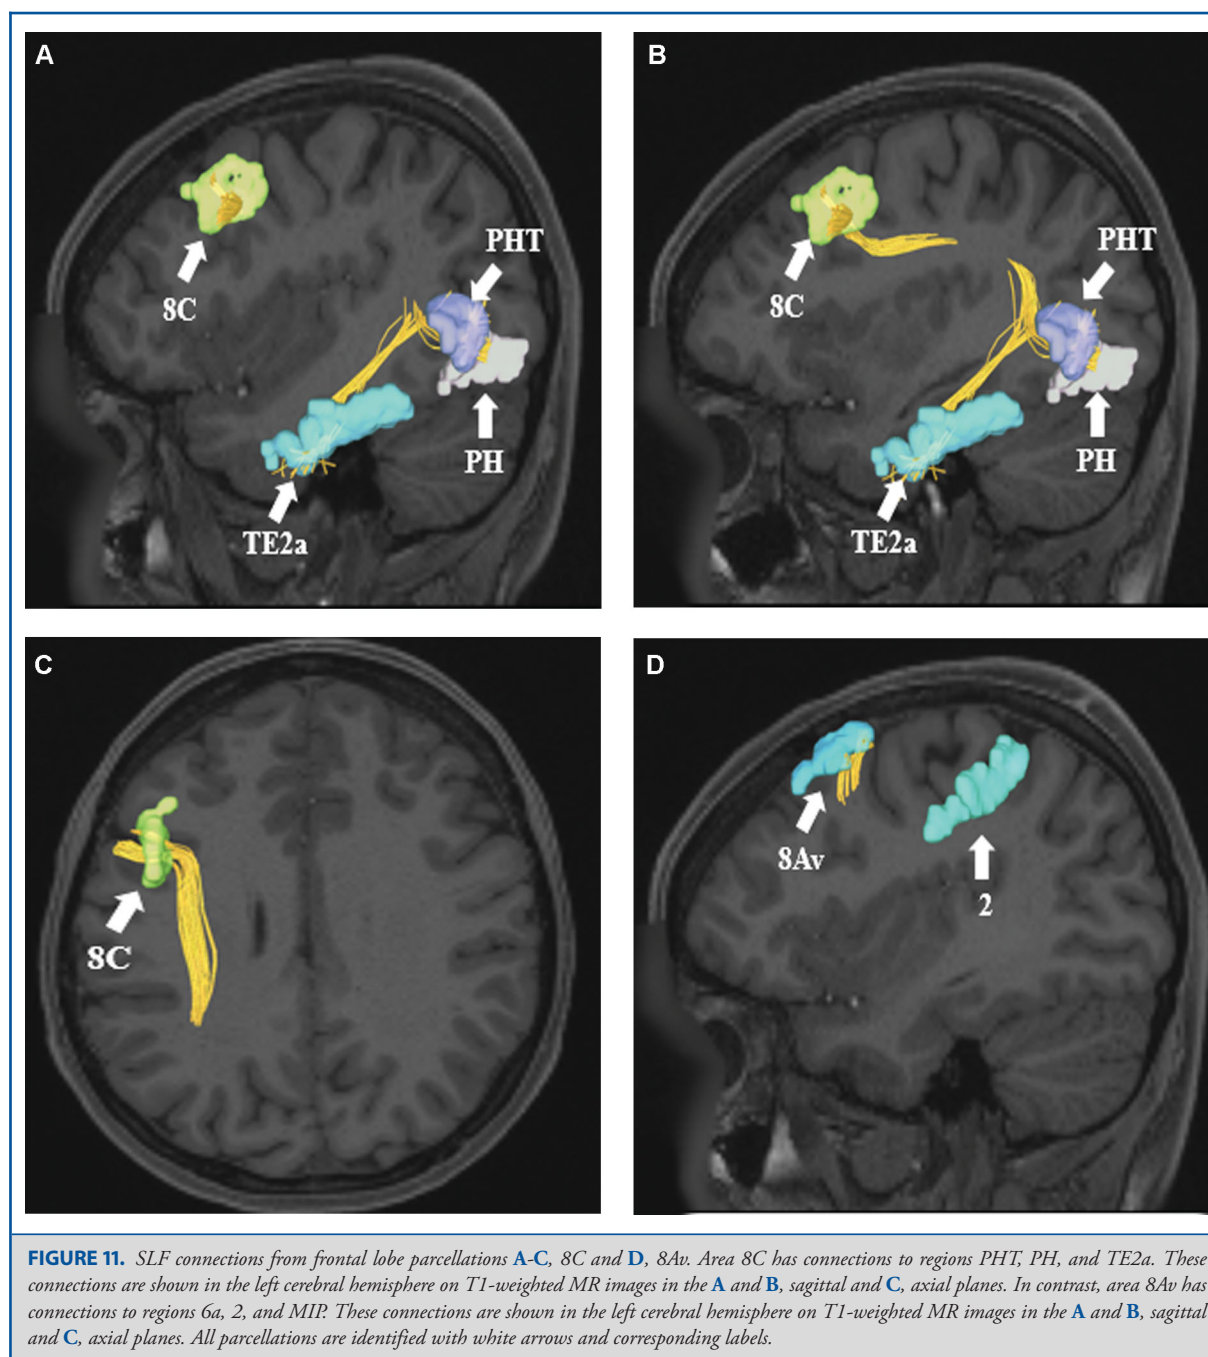 A
B
8C
PHT
PH
TE2a
8C
PHT
PH
TE2a
C
D
8C
8Av
2
FIGURE 11. SLF connections from frontal lobe parcellations A-C, 8C and D, 8Av. Area 8C has connections to regions PHT, PH, and TE2a. These
connections are shown in the left cerebral hemisphere on T1-weighted MR images in the A and B, sagittal and C, axial planes. In contrast, area 8Av has
connections to regions 6a, 2, and MIP. These connections are shown in the left cerebral hemisphere on T1-weighted MR images in the A and B, sagittal
and C, axial planes. All parcellations are identified with white arrows and corresponding labels.